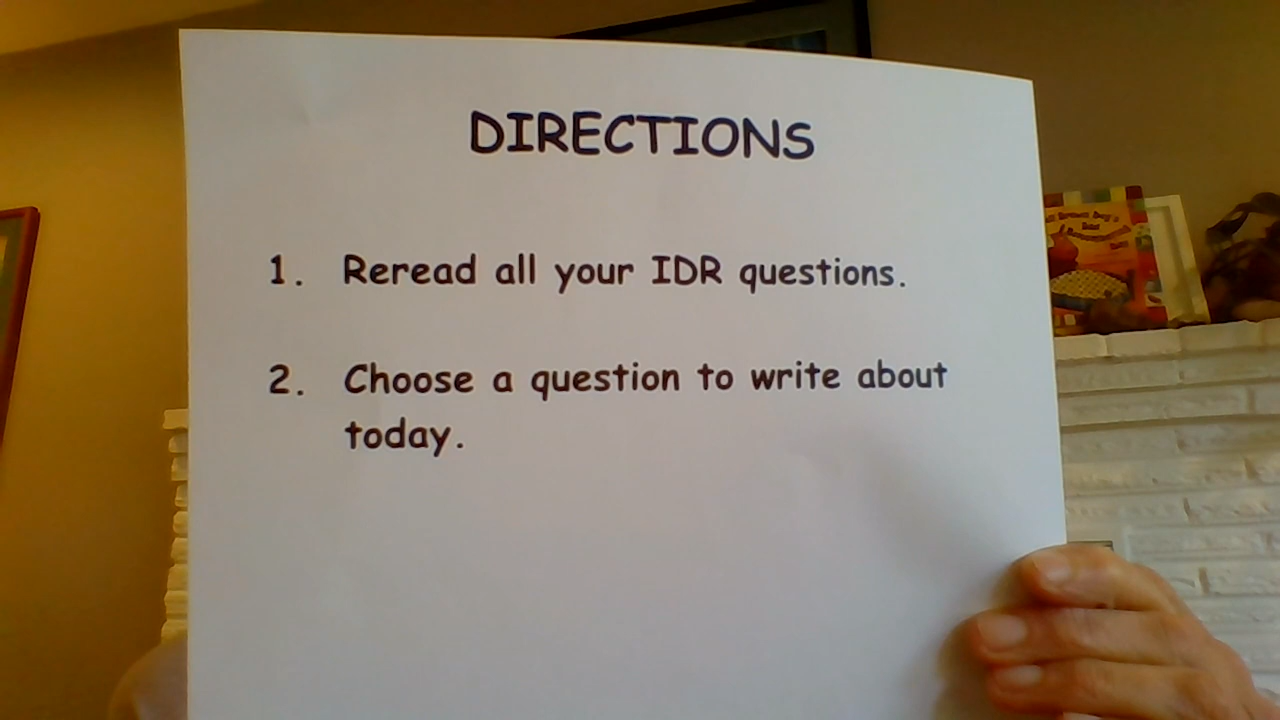 DIRECTIONS
1. Reread all your IDR questions.
2. Choose a question to write about
today.